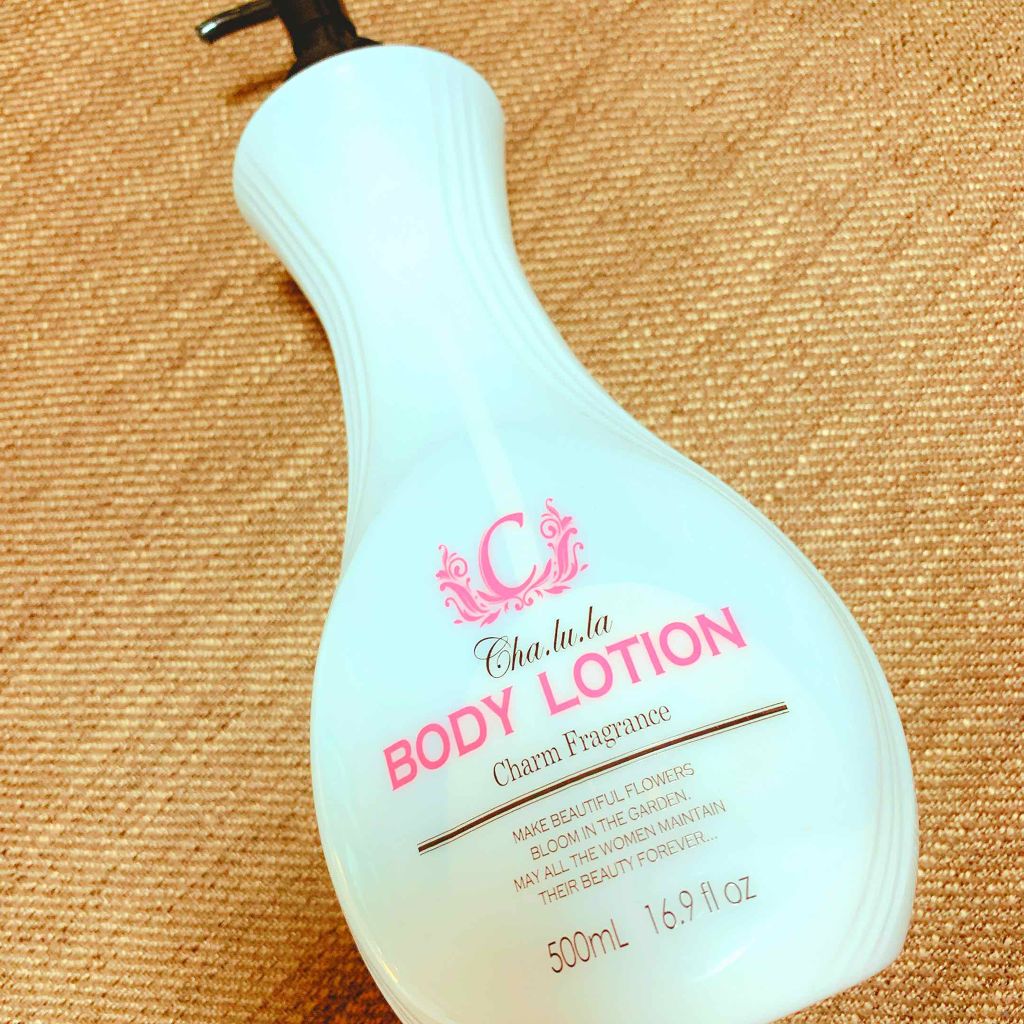 C
Cha.lu.la
BODY LOTION
Charm Fragrance
MAKE BEAUTIFUL FLOWERS
BLOOM IN THE GARDEN.
MAY ALL THE WOMEN MAINTAIN
THEIR BEAUTY FOREVER...
500mL 16.9 fl oz